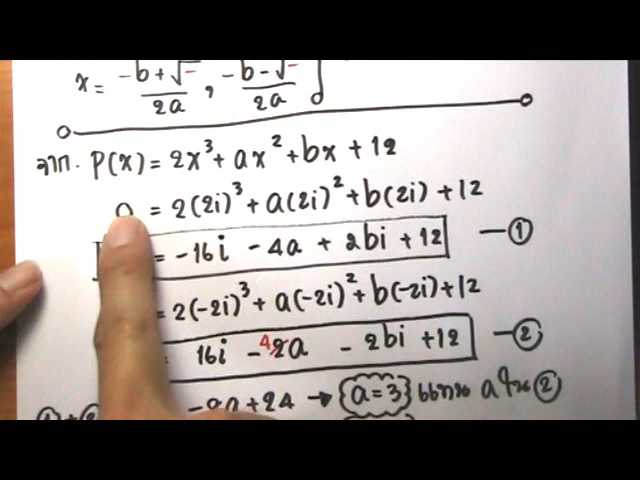 x = -b+√-/2a , -b-√-/2a
จาก. P(x) = 2x³ + ax² + bx + 12
0 = 2(2i)³ + a(2i)² + b(2i) + 12
= -16i - 4a + 2bi + 12 — ①
= 2(-2i)³ + a(-2i)² + b(-2i) + 12
16i - 4a - 2bi + 12 — ②
-8a + 24 → a = 3 แทน a ใน ②